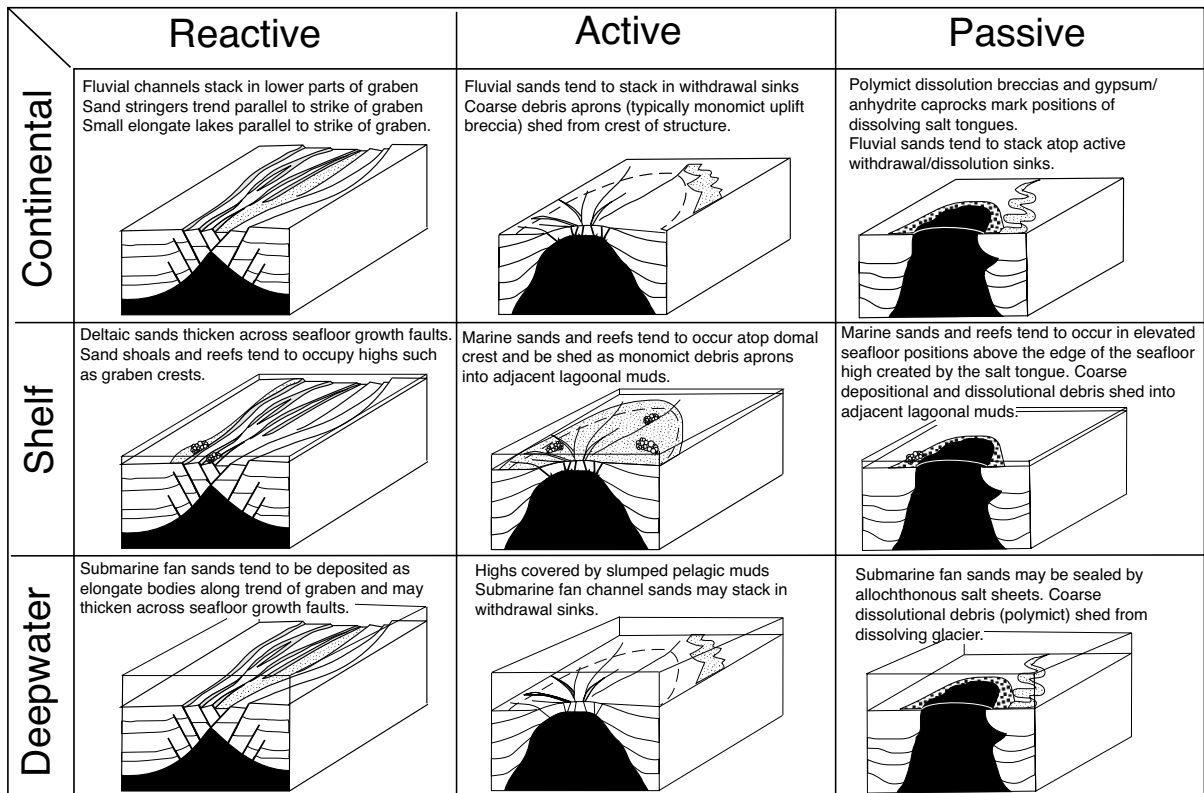 Reactive
Active
Passive
Continental
Fluvial channels stack in lower parts of graben
Sand stringers trend parallel to strike of graben
Small elongate lakes parallel to strike of graben.
Fluvial sands tend to stack in withdrawal sinks
Coarse debris aprons (typically monomict uplift
breccia) shed from crest of structure.
Polymict dissolution breccias and gypsum/
anhydrite caprocks mark positions of
dissolving salt tongues.
Fluvial sands tend to stack atop active
withdrawal/dissolution sinks.
Shelf
Deltaic sands thicken across seafloor growth faults.
Sand shoals and reefs tend to occupy highs such
as graben crests.
Marine sands and reefs tend to occur atop domal
crest and be shed as monomict debris aprons
into adjacent lagoonal muds.
Marine sands and reefs tend to occur in elevated
seafloor positions above the edge of the seafloor
high created by the salt tongue. Coarse
depositional and dissolutional debris shed into
adjacent lagoonal muds.
Deepwater
Submarine fan sands tend to be deposited as
elongate bodies along trend of graben and may
thicken across seafloor growth faults.
Highs covered by slumped pelagic muds
Submarine fan channel sands may stack in
withdrawal sinks.
Submarine fan sands may be sealed by
allochthonous salt sheets. Coarse
dissolutional debris (polymict) shed from
dissolving glacier.